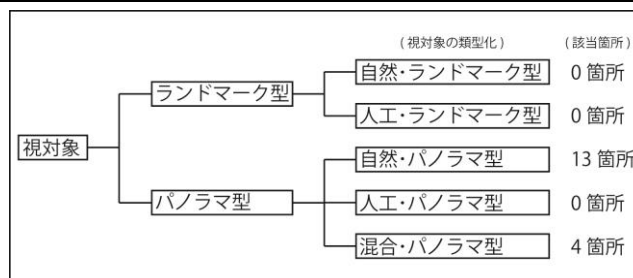 (視対象の類型化) (該当箇所)
自然・ランドマーク型 0箇所
ランドマーク型
人工・ランドマーク型 0箇所
視対象
自然・パノラマ型 13箇所
パノラマ型
人工・パノラマ型 0箇所
混合・パノラマ型 4箇所